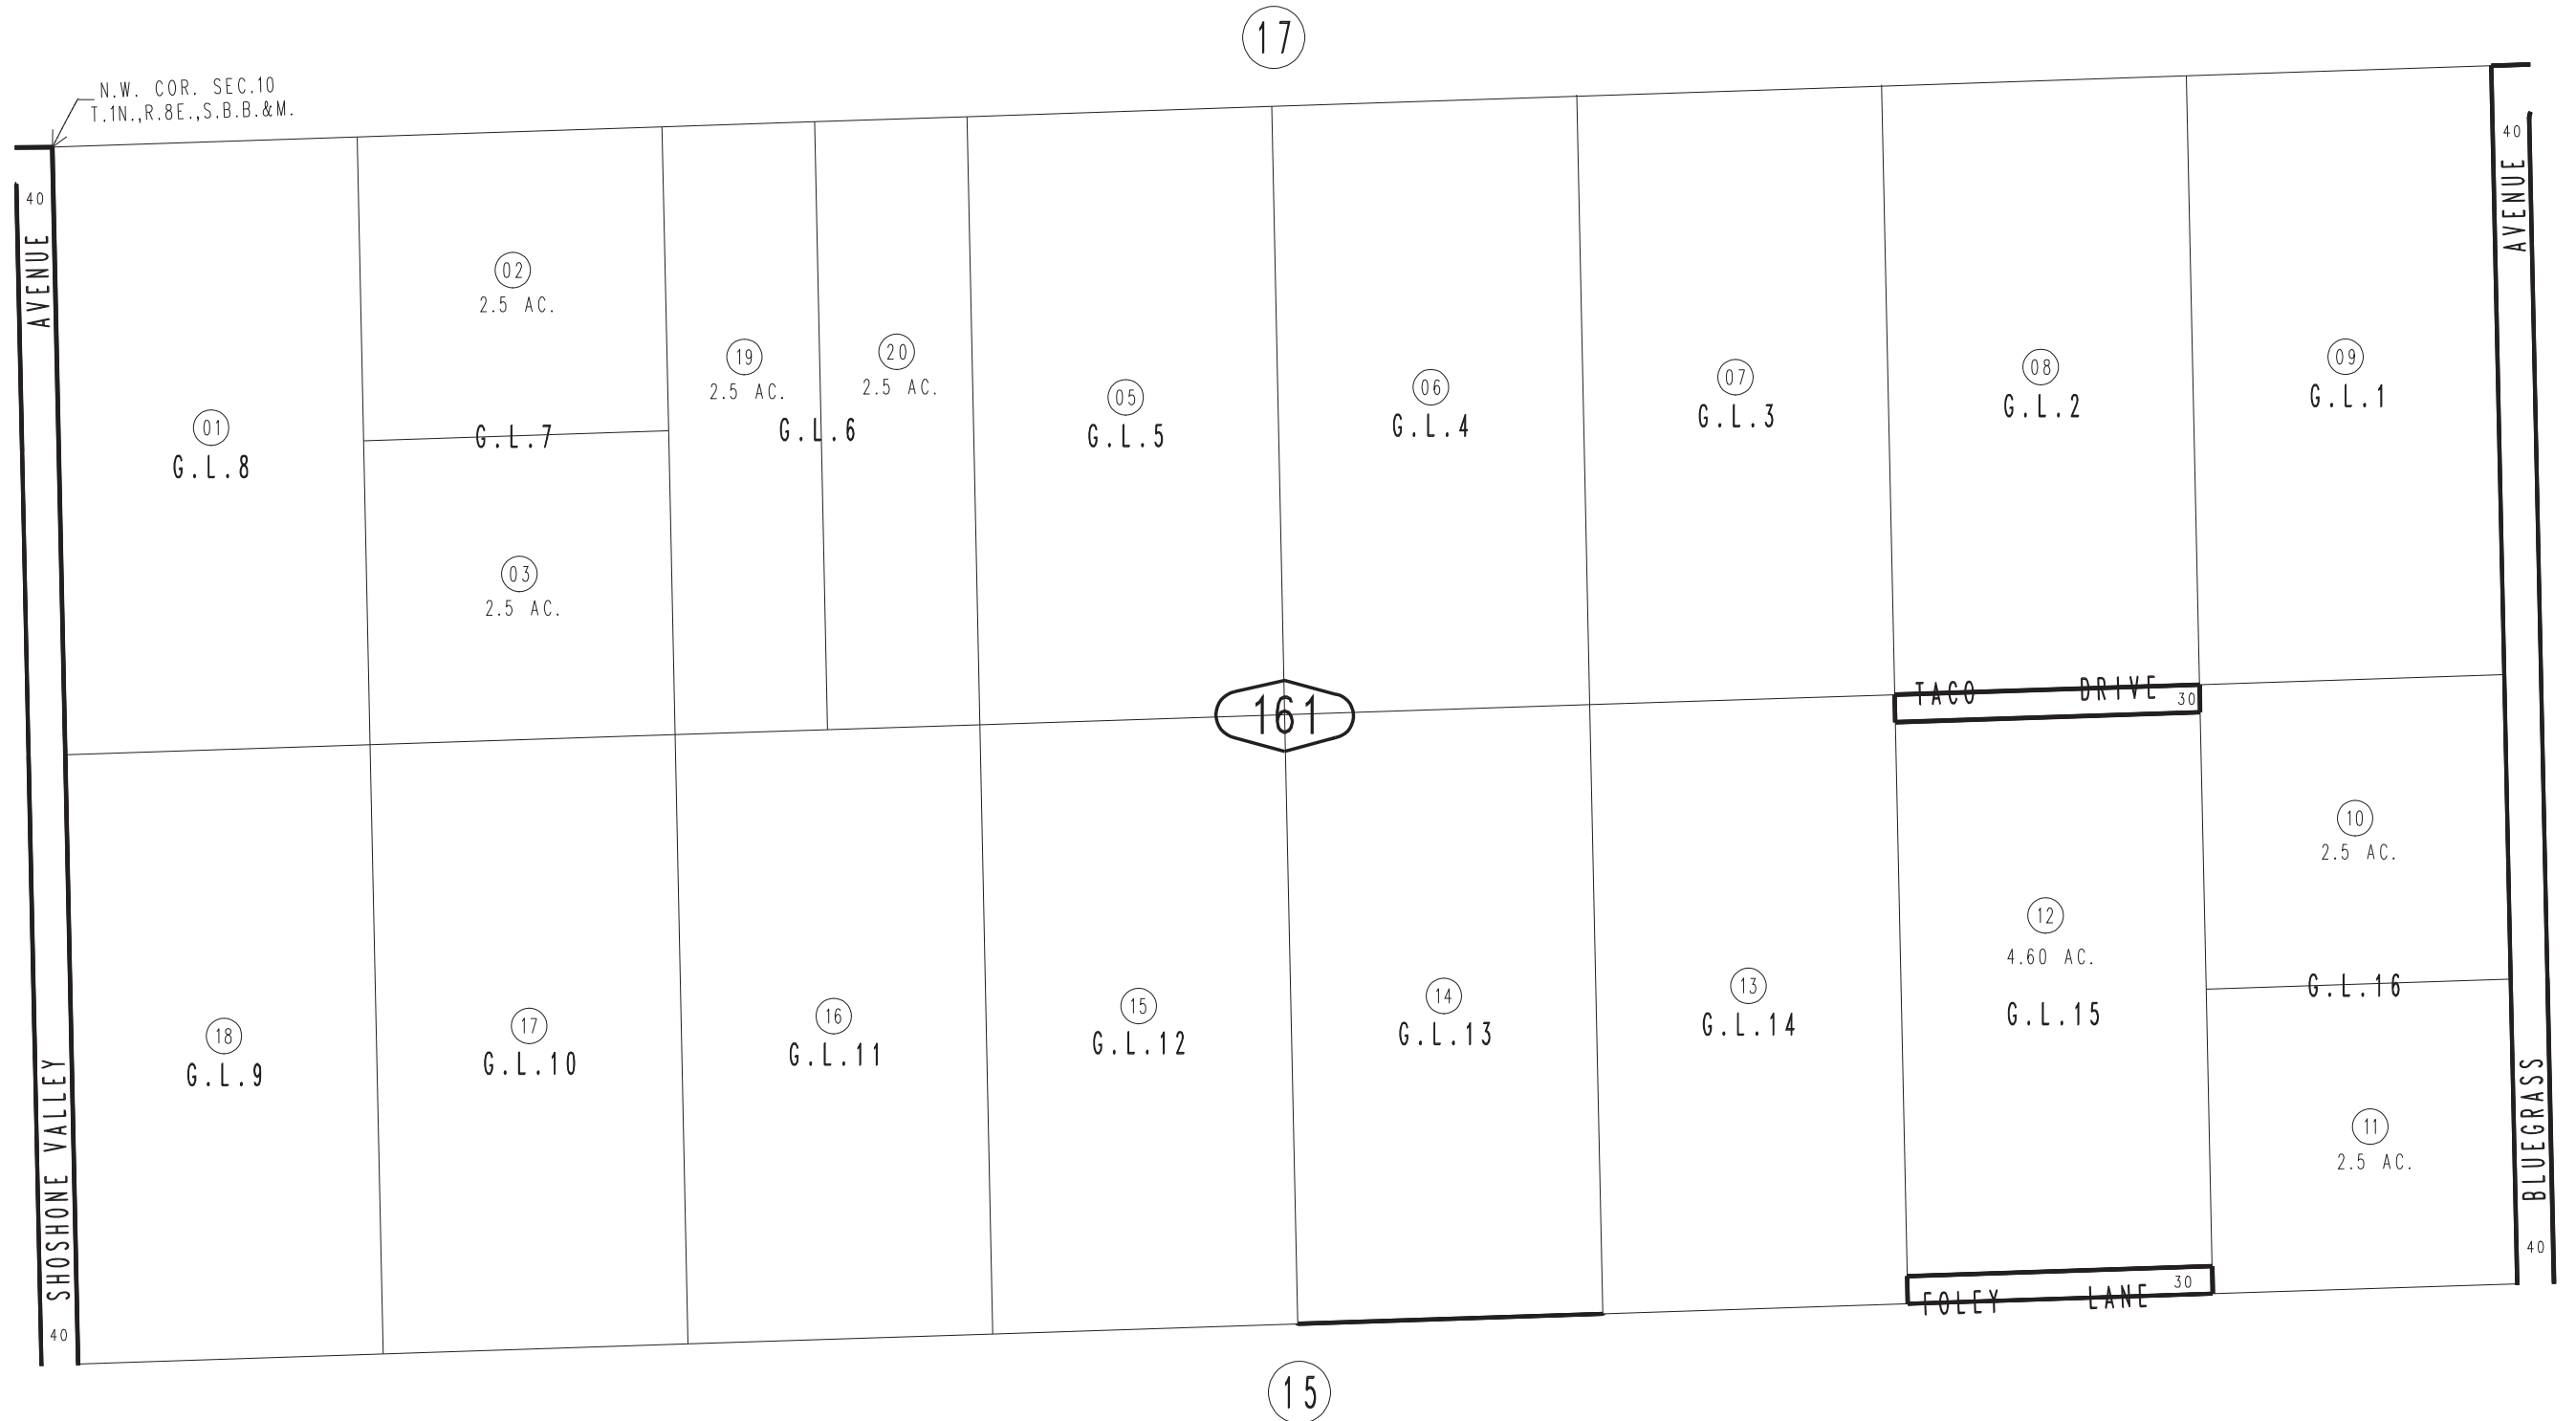 17
N.W. COR. SEC.10
T.1N.,R.8E.,S.B.B.&M.
40
AVENUE
SHOSHONE VALLEY
40
01
G.L.8
02
2.5 AC.
G.L.7
03
2.5 AC.
19
2.5 AC.
20
2.5 AC.
G.L.6
05
G.L.5
06
G.L.4
07
G.L.3
08
G.L.2
09
G.L.1
40
AVENUE
BLUEGRASS
40
161
TACO DRIVE 30
18
G.L.9
17
G.L.10
16
G.L.11
15
G.L.12
14
G.L.13
13
G.L.14
12
4.60 AC.
G.L.15
10
2.5 AC.
G.L.16
11
2.5 AC.
30
FOLEY LANE
15